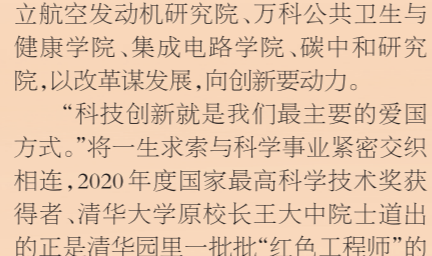 立航空发动机研究院、万科公共卫生与
健康学院、集成电路学院、碳中和研究
院,以改革谋发展,向创新要动力。
“科技创新就是我们最主要的爱国
方式。”将一生求索与科学事业紧密交织
相连,2020年度国家最高科学技术奖获
得者、清华大学原校长王大中院士道出
的正是清华园里一批批“红色工程师”的